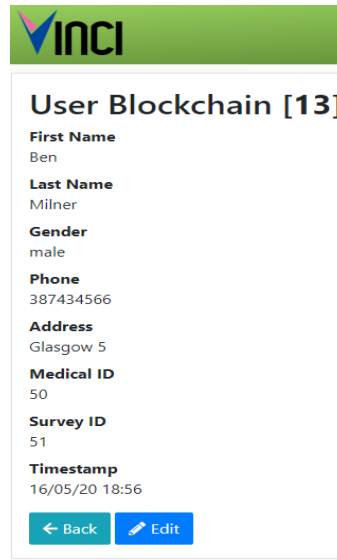 VINCI
User Blockchain [13]
First Name
Ben
Last Name
Milner
Gender
male
Phone
387434566
Address
Glasgow 5
Medical ID
50
Survey ID
51
Timestamp
16/05/20 18:56
← Back Edit